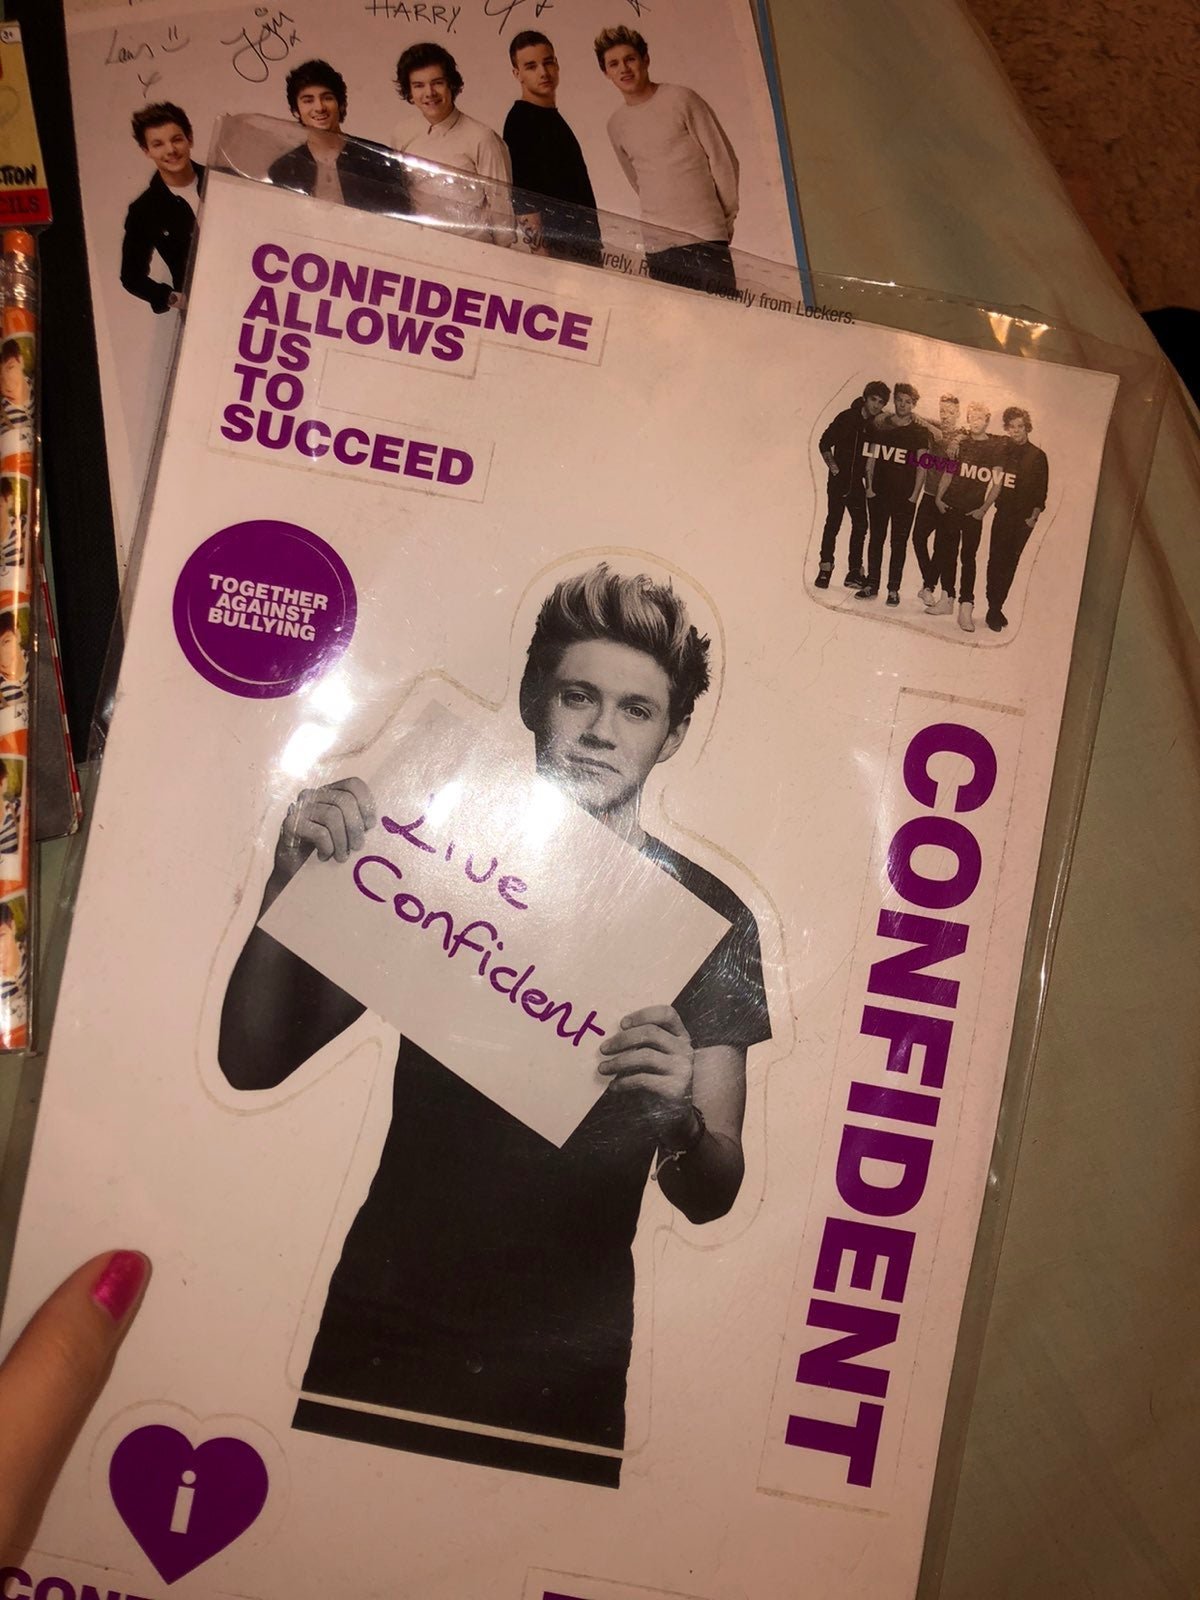 HARRY
Sticks Securely, Removes Cleanly from Lockers.
CONFIDENCE
ALLOWS
US
TO
SUCCEED
LIVE LOVE MOVE
TOGETHER
AGAINST
BULLYING
Live
Confident
CONFIDENT
i